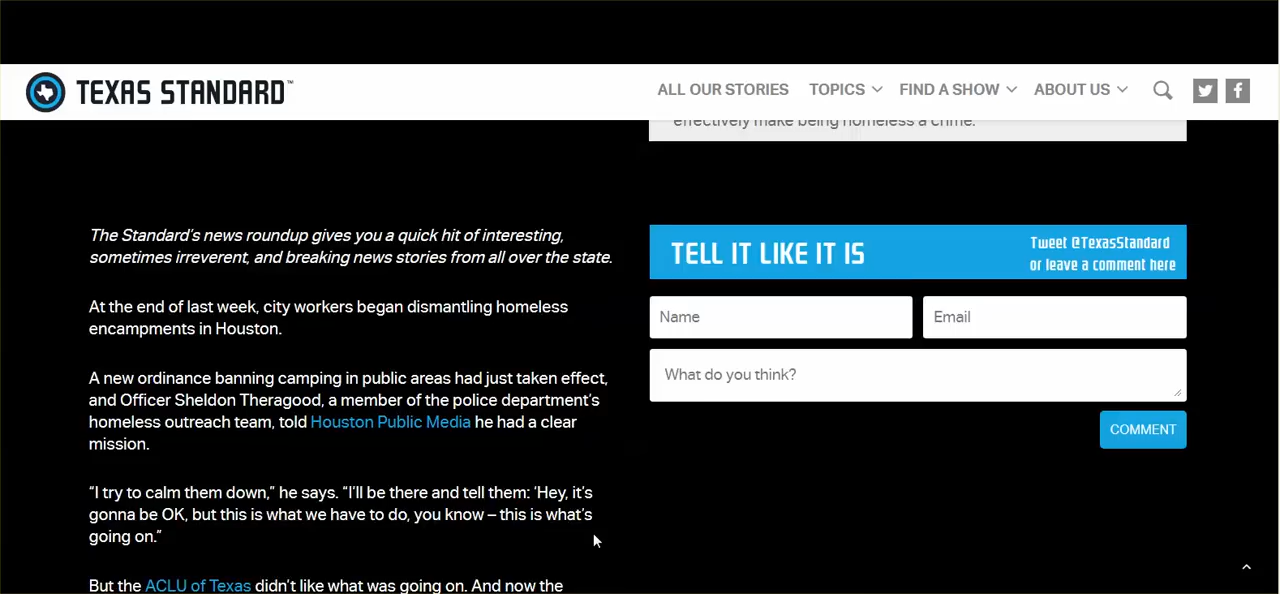 TEXAS STANDARD™
ALL OUR STORIES TOPICS FIND A SHOW ABOUT US
effectively make being homeless a crime.
The Standard’s news roundup gives you a quick hit of interesting,
sometimes irreverent, and breaking news stories from all over the state.
At the end of last week, city workers began dismantling homeless
encampments in Houston.
A new ordinance banning camping in public areas had just taken effect,
and Officer Sheldon Theragood, a member of the police department’s
homeless outreach team, told Houston Public Media he had a clear
mission.
“I try to calm them down,” he says. “I’ll be there and tell them: ‘Hey, it’s
gonna be OK, but this is what we have to do, you know – this is what’s
going on.”
But the ACLU of Texas didn’t like what was going on. And now the
TELL IT LIKE IT IS
Tweet @TexasStandard
or leave a comment here
Name
Email
What do you think?
COMMENT